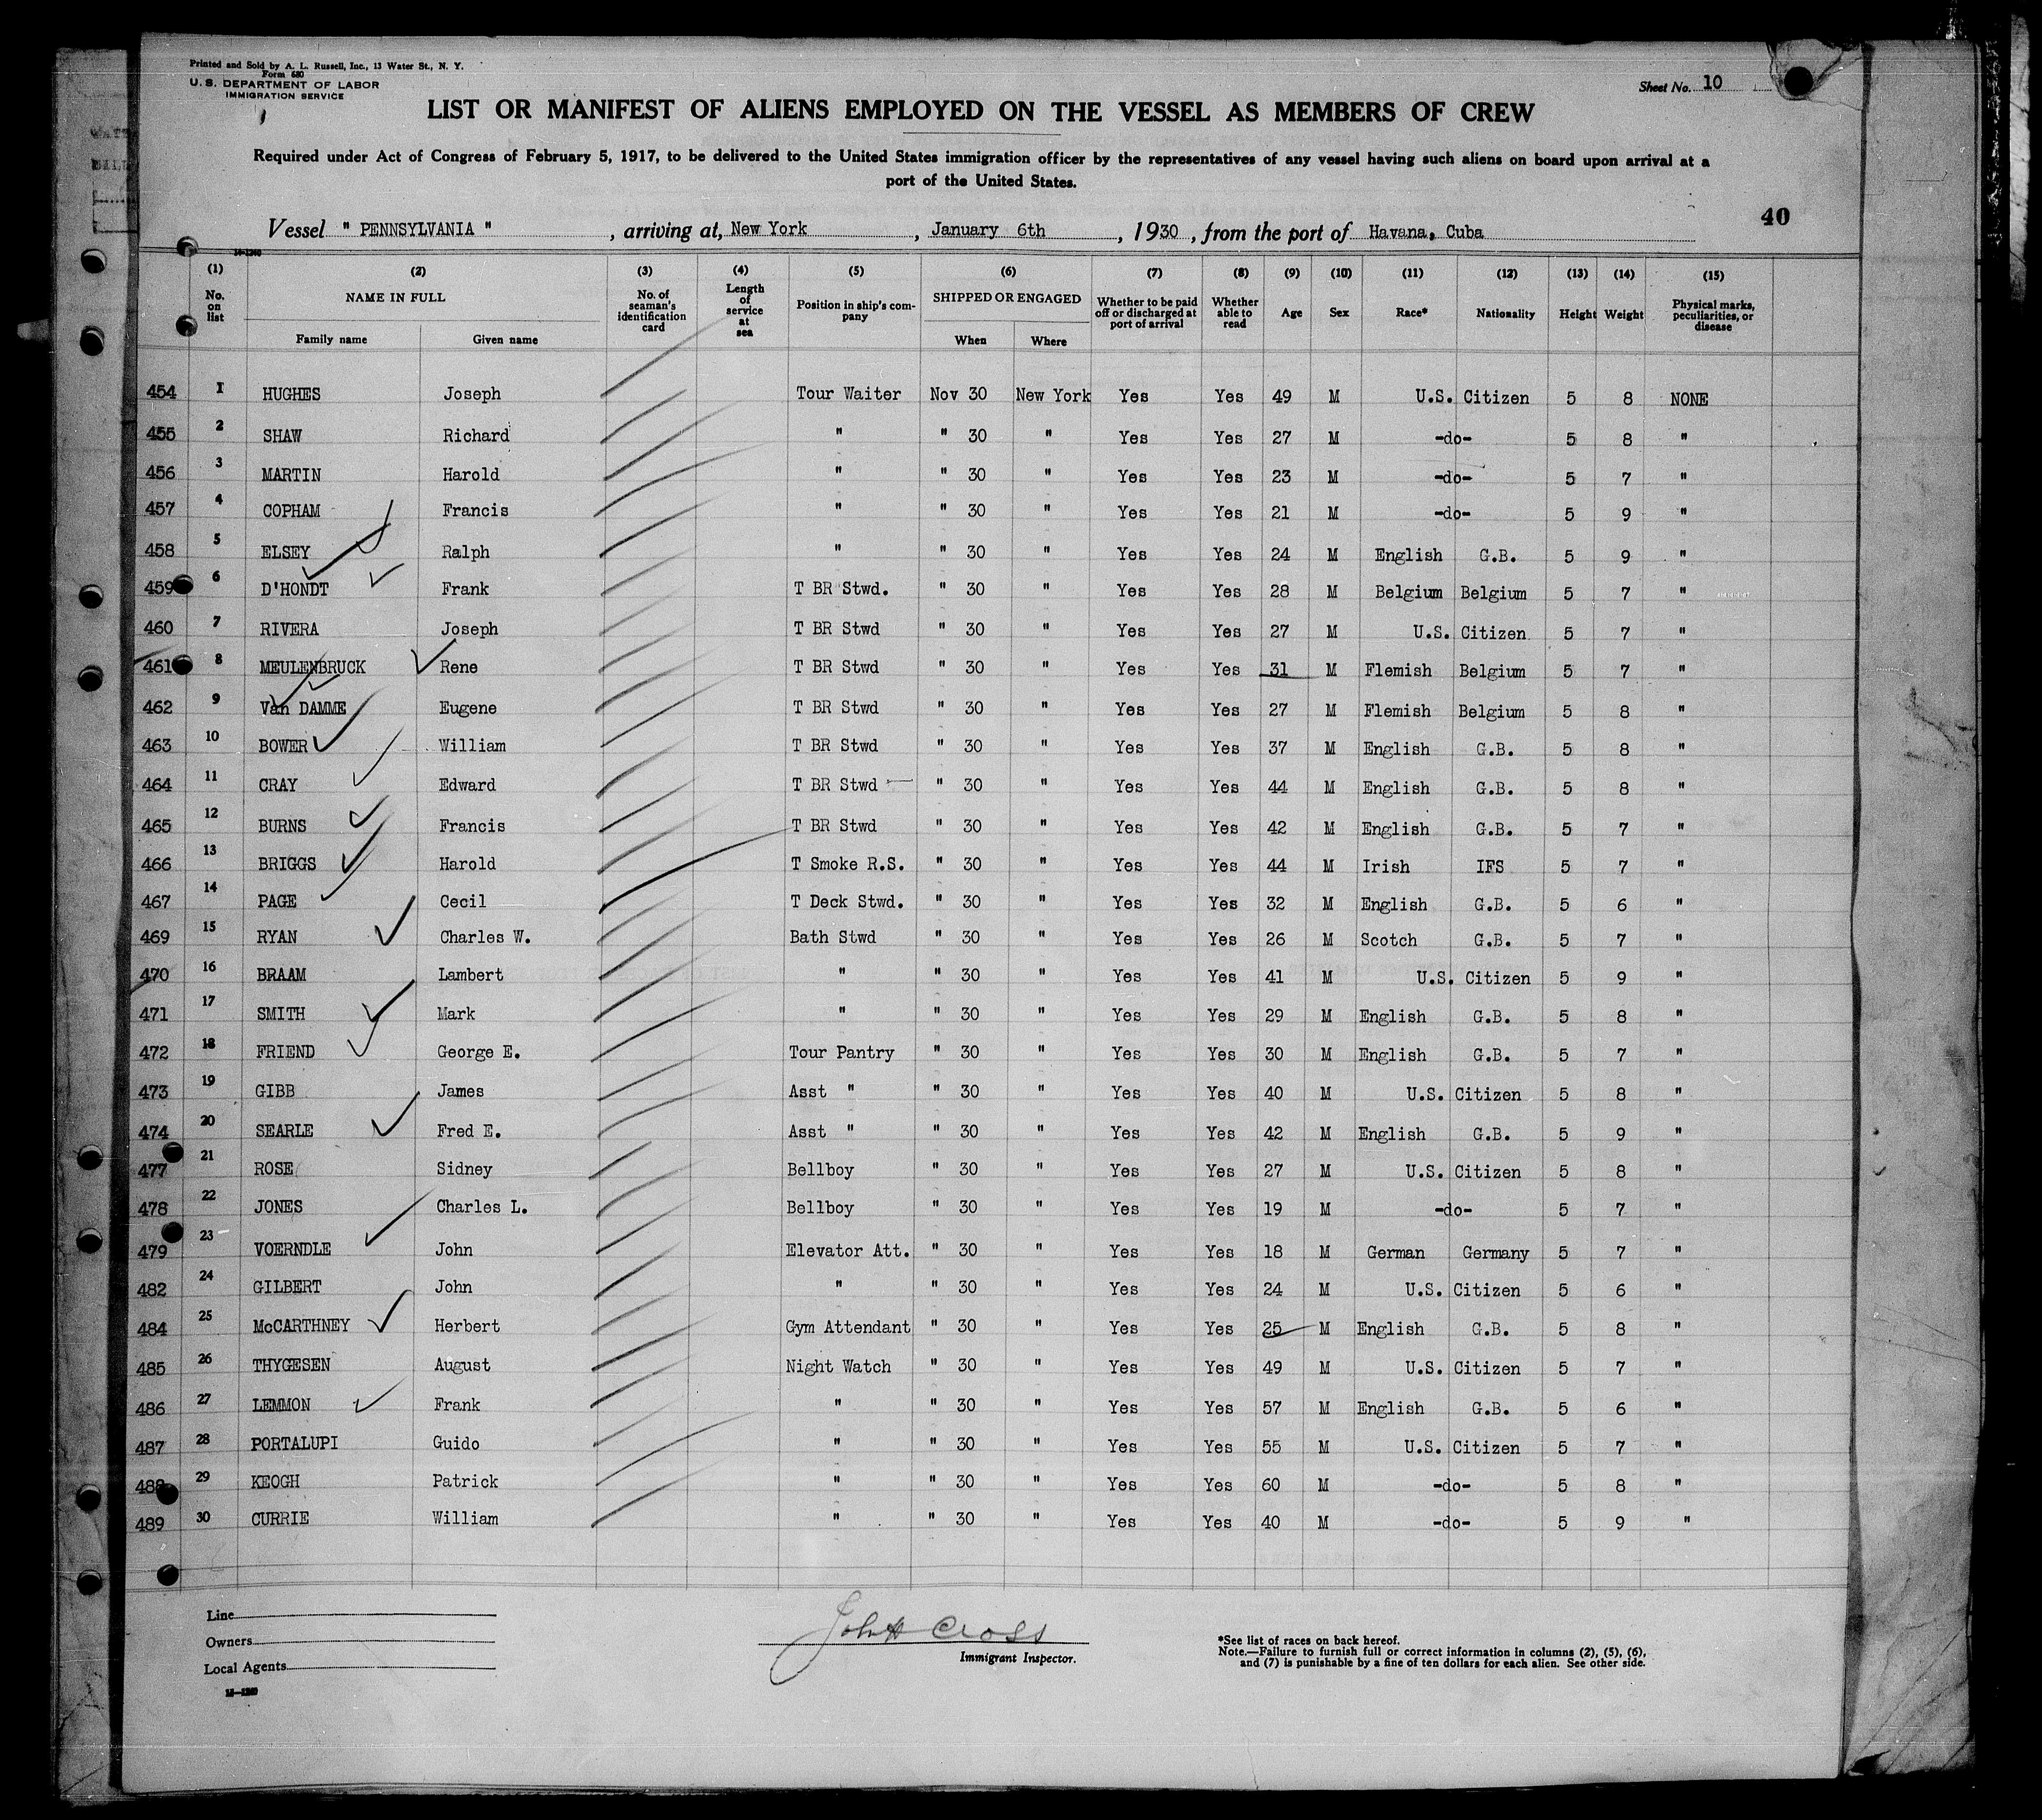 Printed and Sold by A. L. Russell, Inc., 13 Water St., N. Y.
Form 680
U. S. DEPARTMENT OF LABOR
IMMIGRATION SERVICE
Sheet No. 10
LIST OR MANIFEST OF ALIENS EMPLOYED ON THE VESSEL AS MEMBERS OF CREW
Required under Act of Congress of February 5, 1917, to be delivered to the United States immigration officer by the representatives of any vessel having such aliens on board upon arrival at a
port of the United States.
40
Vessel " PENNSYLVANIA " , arriving at, New York , January 6th , 1930 , from the port of Havana, Cuba
14-1240
(1) (2) (3) (4) (5) (6) (7) (8) (9) (10) (11) (12) (13) (14) (15)
No. on list NAME IN FULL Family name Given name No. of seaman's identification card Length of service at sea Position in ship's company SHIPPED OR ENGAGED When Where Whether to be paid off or discharged at port of arrival Whether able to read Age Sex Race* Nationality Height Weight Physical marks, peculiarities, or disease
454 1 HUGHES Joseph Tour Waiter Nov 30 New York Yes Yes 49 M U.S. Citizen 5 8 NONE
455 2 SHAW Richard " " 30 " Yes Yes 27 M -do- 5 8 "
456 3 MARTIN Harold " " 30 " Yes Yes 23 M -do- 5 7 "
457 4 COPHAM Francis " " 30 " Yes Yes 21 M -do- 5 9 "
458 5 ELSEY Ralph " " 30 " Yes Yes 24 M English G.B. 5 9 "
459 6 D'HONDT Frank T BR Stwd. " 30 " Yes Yes 28 M Belgium Belgium 5 7 "
460 7 RIVERA Joseph T BR Stwd " 30 " Yes Yes 27 M U.S. Citizen 5 7 "
461 8 MEULENBRUCK Rene T BR Stwd " 30 " Yes Yes 31 M Flemish Belgium 5 7 "
462 9 Van DAMME Eugene T BR Stwd " 30 " Yes Yes 27 M Flemish Belgium 5 8 "
463 10 BOWER William T BR Stwd " 30 " Yes Yes 37 M English G.B. 5 8 "
464 11 CRAY Edward T BR Stwd " 30 " Yes Yes 44 M English G.B. 5 8 "
465 12 BURNS Francis T BR Stwd " 30 " Yes Yes 42 M English G.B. 5 7 "
466 13 BRIGGS Harold T Smoke R.S. " 30 " Yes Yes 44 M Irish IFS 5 7 "
467 14 PAGE Cecil T Deck Stwd. " 30 " Yes Yes 32 M English G.B. 5 6 "
469 15 RYAN Charles W. Bath Stwd " 30 " Yes Yes 26 M Scotch G.B. 5 7 "
470 16 BRAAM Lambert " " 30 " Yes Yes 41 M U.S. Citizen 5 9 "
471 17 SMITH Mark " " 30 " Yes Yes 29 M English G.B. 5 8 "
472 18 FRIEND George E. Tour Pantry " 30 " Yes Yes 30 M English G.B. 5 7 "
473 19 GIBB James Asst " " 30 " Yes Yes 40 M U.S. Citizen 5 8 "
474 20 SEARLE Fred E. Asst " " 30 " Yes Yes 42 M English G.B. 5 9 "
477 21 ROSE Sidney Bellboy " 30 " Yes Yes 27 M U.S. Citizen 5 8 "
478 22 JONES Charles L. Bellboy " 30 " Yes Yes 19 M -do- 5 7 "
479 23 VOERNDLE John Elevator Att. " 30 " Yes Yes 18 M German Germany 5 7 "
482 24 GILBERT John " " 30 " Yes Yes 24 M U.S. Citizen 5 6 "
484 25 McCARTHNEY Herbert Gym Attendant " 30 " Yes Yes 25 M English G.B. 5 8 "
485 26 THYGESEN August Night Watch " 30 " Yes Yes 49 M U.S. Citizen 5 7 "
486 27 LEMMON Frank " " 30 " Yes Yes 57 M English G.B. 5 6 "
487 28 PORTALUPI Guido " " 30 " Yes Yes 55 M U.S. Citizen 5 7 "
488 29 KEOGH Patrick " " 30 " Yes Yes 60 M -do- 5 8 "
489 30 CURRIE William " " 30 " Yes Yes 40 M -do- 5 9 "
Line
Owners
Local Agents
John H Cross
Immigrant Inspector.
*See list of races on back hereof.
Note.—Failure to furnish full or correct information in columns (2), (5), (6),
and (7) is punishable by a fine of ten dollars for each alien. See other side.